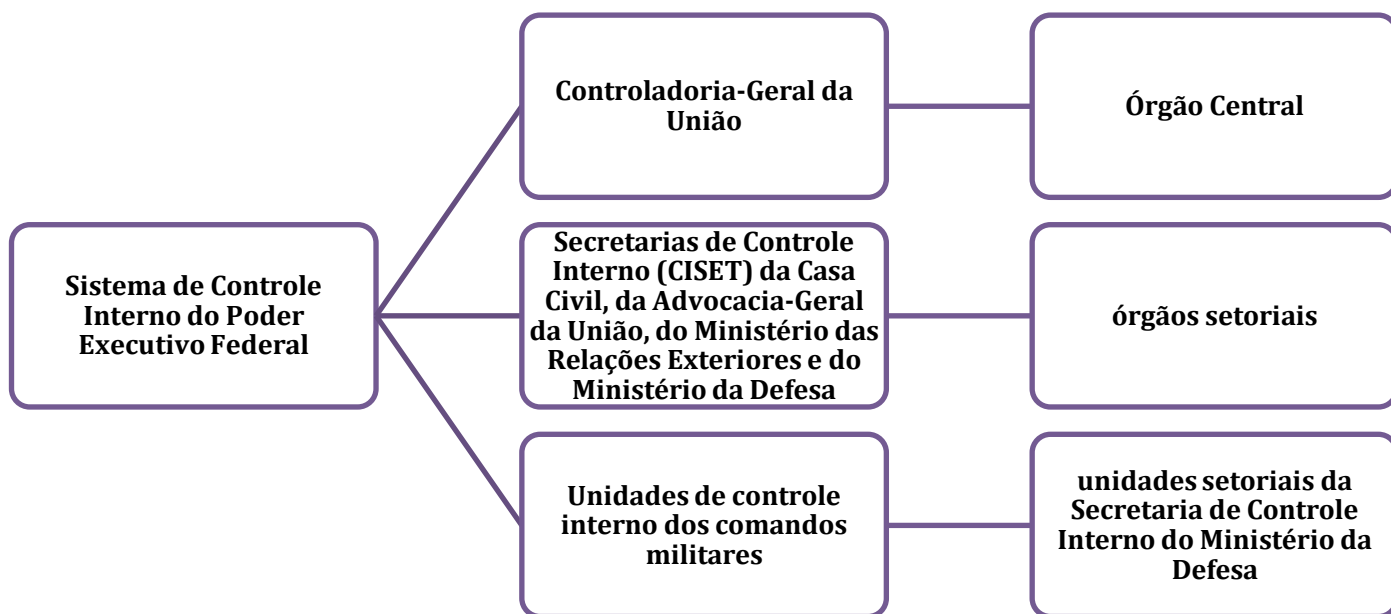 Controladoria-Geral da
União
Órgão Central
Sistema de Controle
Interno do Poder
Executivo Federal
Secretarias de Controle
Interno (CISET) da Casa
Civil, da Advocacia-Geral
da União, do Ministério das
Relações Exteriores e do
Ministério da Defesa
órgãos setoriais
Unidades de controle
interno dos comandos
militares
unidades setoriais da
Secretaria de Controle
Interno do Ministério da
Defesa